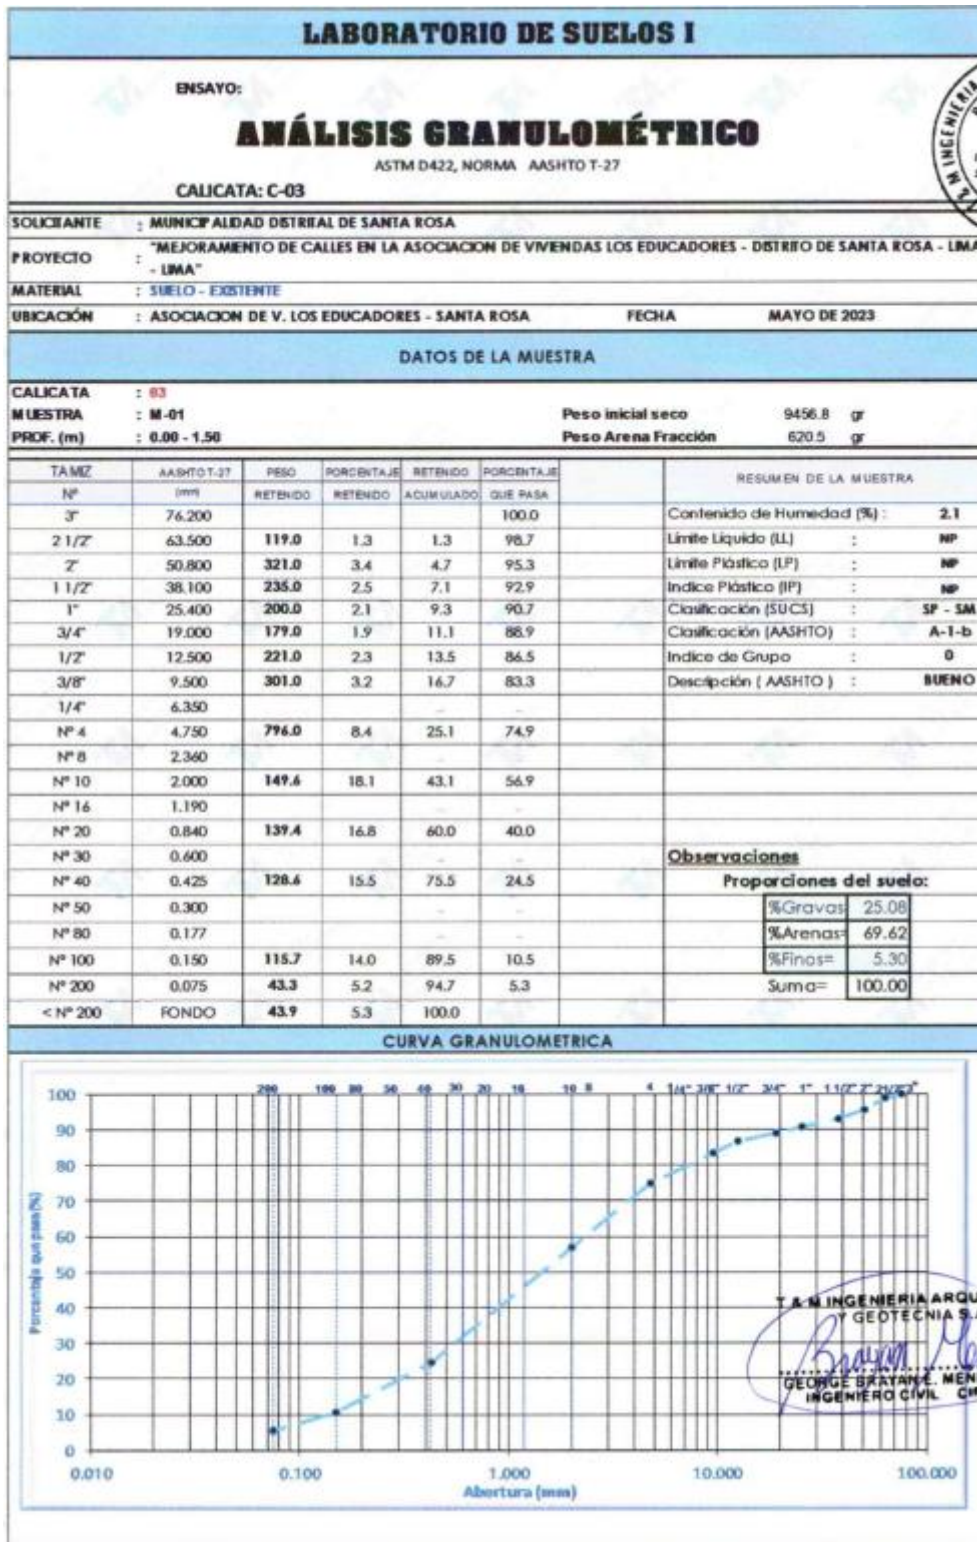 LABORATORIO DE SUELOS I
ENSAYO:
ANÁLISIS GRANULOMÉTRICO
ASTM D422, NORMA AASHTO T-27
CALICATA: C-03
SOLICITANTE : MUNICIPALIDAD DISTRITAL DE SANTA ROSA
PROYECTO : "MEJORAMIENTO DE CALLES EN LA ASOCIACION DE VIVENDAS LOS EDUCADORES - DISTRITO DE SANTA ROSA - LIMA
- LIMA"
MATERIAL : SUELO - EXISTENTE
UBICACIÓN : ASOCIACION DE V. LOS EDUCADORES - SANTA ROSA FECHA MAYO DE 2023
DATOS DE LA MUESTRA
CALICATA : 03
MUESTRA : M-01 Peso inicial seco 9456.8 gr
PROF. (m) : 0.00 - 1.50 Peso Arena Fracción 620.5 gr
TAMIZ AASHTO T-27 PESO PORCENTAJE RETENIDO PORCENTAJE RESUMEN DE LA MUESTRA
Nº (mm) RETENIDO RETENIDO ACUMULADO QUE PASA
3" 76.200 100.0 Contenido de Humedad (%) : 2.1
2 1/2" 63.500 119.0 1.3 1.3 98.7 Límite Líquido (LL) : NP
2" 50.800 321.0 3.4 4.7 95.3 Límite Plástico (LP) : NP
1 1/2" 38.100 235.0 2.5 7.1 92.9 Indice Plástico (IP) : NP
1" 25.400 200.0 2.1 9.3 90.7 Clasificación (SUCS) : SP - SM
3/4" 19.000 179.0 1.9 11.1 88.9 Clasificación (AASHTO) : A-1-b
1/2" 12.500 221.0 2.3 13.5 86.5 Indice de Grupo : 0
3/8" 9.500 301.0 3.2 16.7 83.3 Descripción ( AASHTO ) : BUENO
1/4" 6.350
Nº 4 4.750 796.0 8.4 25.1 74.9
Nº 8 2.360
Nº 10 2.000 149.6 18.1 43.1 56.9
Nº 16 1.190
Nº 20 0.840 139.4 16.8 60.0 40.0
Nº 30 0.600 Observaciones
Nº 40 0.425 128.6 15.5 75.5 24.5 Proporciones del suelo:
Nº 50 0.300 %Gravas 25.08
Nº 80 0.177 %Arenas= 69.62
Nº 100 0.150 115.7 14.0 89.5 10.5 %Finos= 5.30
Nº 200 0.075 43.3 5.2 94.7 5.3 Suma= 100.00
< Nº 200 FONDO 43.9 5.3 100.0
CURVA GRANULOMETRICA
200 100 80 50 40 30 20 16 10 8 4 1/4" 3/8" 1/2" 3/4" 1" 1 1/2" 2" 2 1/2" 3"
100
90
80
70
60
50
40
30
20
10
0
Porcentaje que pasa (%)
0.010 0.100 1.000 10.000 100.000
Abertura (mm)
T & M INGENIERIA ARQU
Y GEOTECNIA S.A
GEORGE BRAYAN E. MEN
INGENIERO CIVIL CI